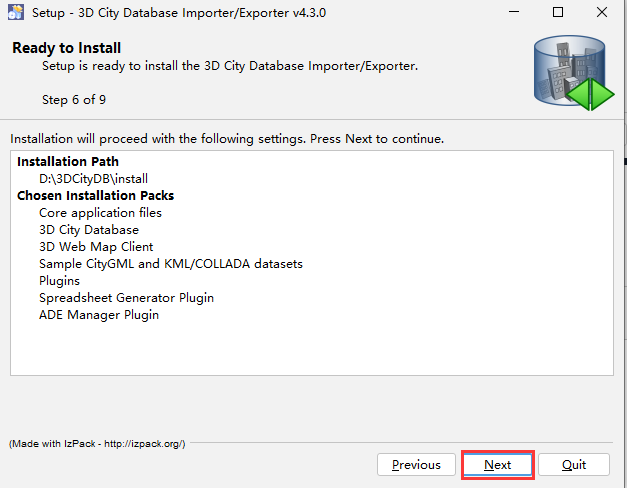 Setup - 3D City Database Importer/Exporter v4.3.0
Ready to Install
Setup is ready to install the 3D City Database Importer/Exporter.
Step 6 of 9
Installation will proceed with the following settings. Press Next to continue.
Installation Path
D:\3DCityDB\install
Chosen Installation Packs
Core application files
3D City Database
3D Web Map Client
Sample CityGML and KML/COLLADA datasets
Plugins
Spreadsheet Generator Plugin
ADE Manager Plugin
(Made with IzPack - http://izpack.org/)
Previous Next Quit